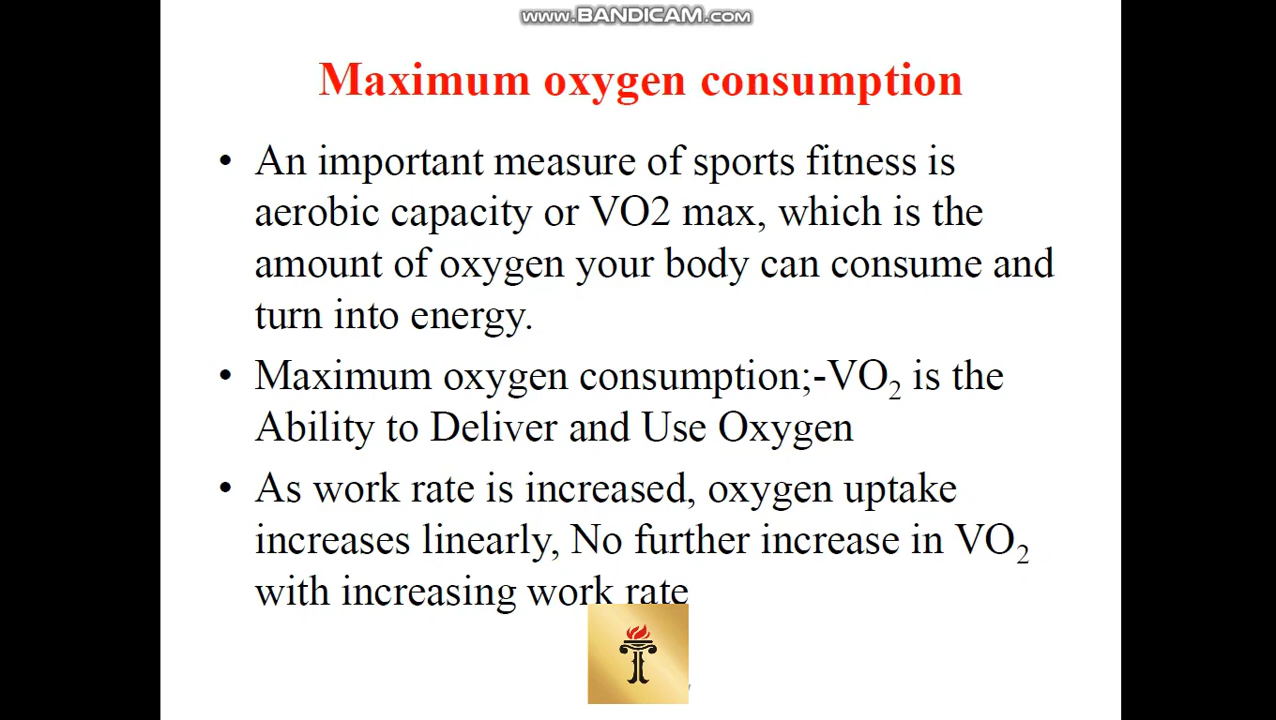 www.BANDICAM.com
Maximum oxygen consumption
• An important measure of sports fitness is
aerobic capacity or VO2 max, which is the
amount of oxygen your body can consume and
turn into energy.
• Maximum oxygen consumption;-VO₂ is the
Ability to Deliver and Use Oxygen
• As work rate is increased, oxygen uptake
increases linearly, No further increase in VO₂
with increasing work rate